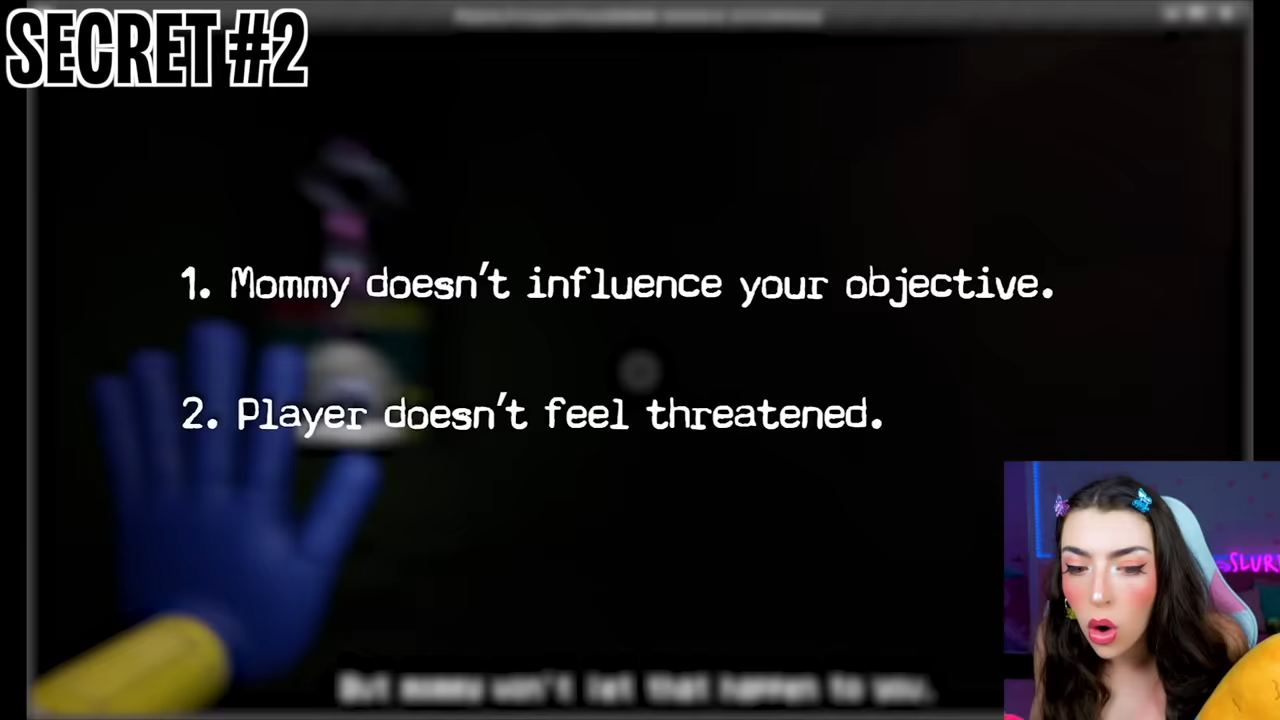 SECRET #2
1. Mommy doesn't influence your objective.
2. Player doesn't feel threatened.
SLUR
But mommy won't let that happen to you.